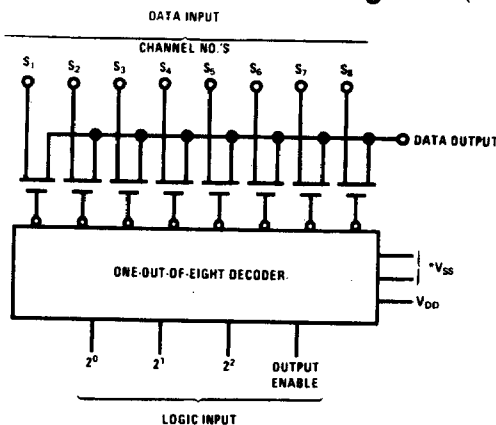 DATA INPUT
CHANNEL NO.'S
S₁ S₂ S₃ S₄ S₅ S₆ S₇ S₈
DATA OUTPUT
ONE-OUT-OF-EIGHT DECODER
*VSS
VDD
2⁰ 2¹ 2² OUTPUT
ENABLE
LOGIC INPUT